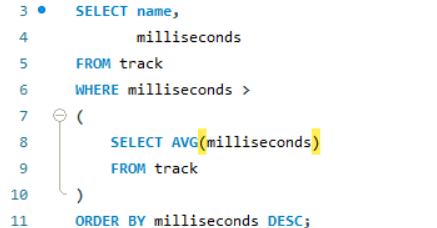 3 SELECT name,
4 milliseconds
5 FROM track
6 WHERE milliseconds >
7 (
8 SELECT AVG(milliseconds)
9 FROM track
10 )
11 ORDER BY milliseconds DESC;